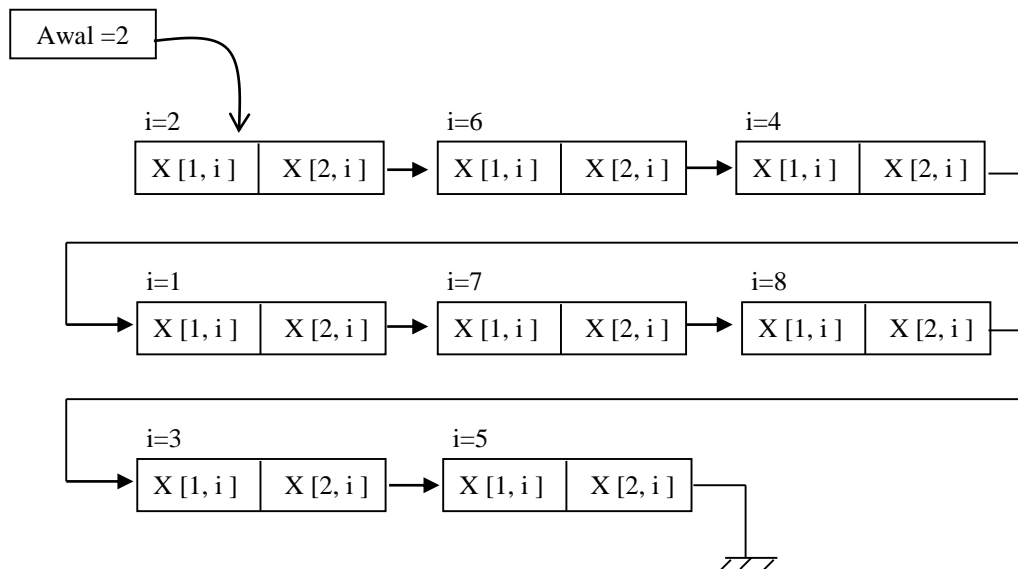 Awal =2
i=2 i=6 i=4
X [1, i ] X [2, i ] X [1, i ] X [2, i ] X [1, i ] X [2, i ]
i=1 i=7 i=8
X [1, i ] X [2, i ] X [1, i ] X [2, i ] X [1, i ] X [2, i ]
i=3 i=5
X [1, i ] X [2, i ] X [1, i ] X [2, i ]